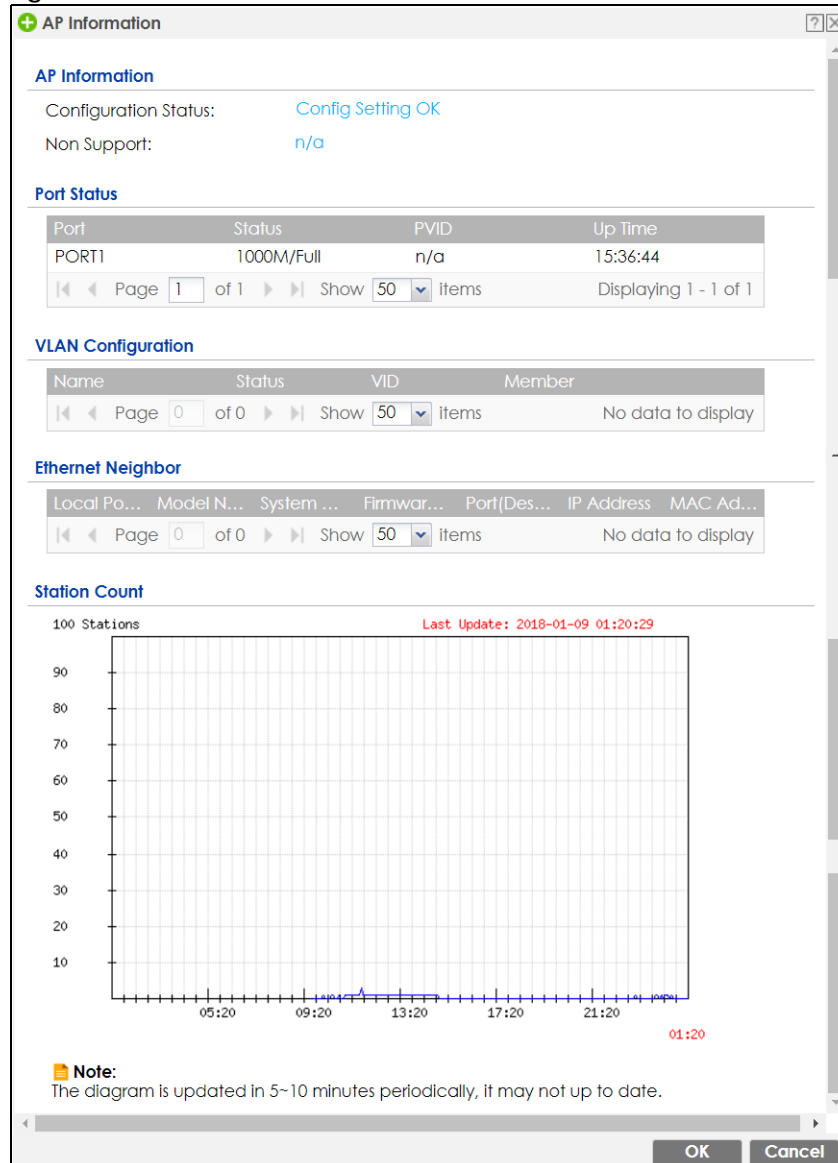 AP Information
AP Information
Configuration Status: Config Setting OK
Non Support: n/a
Port Status
Port Status PVID Up Time
PORT1 1000M/Full n/a 15:36:44
Page 1 of 1 Show 50 items Displaying 1 - 1 of 1
VLAN Configuration
Name Status VID Member
Page 0 of 0 Show 50 items No data to display
Ethernet Neighbor
Local Po... Model N... System ... Firmwar... Port(Des... IP Address MAC Ad...
Page 0 of 0 Show 50 items No data to display
Station Count
100 Stations Last Update: 2018-01-09 01:20:29
90
80
70
60
50
40
30
20
10
05:20 09:20 13:20 17:20 21:20
01:20
Note:
The diagram is updated in 5~10 minutes periodically, it may not up to date.
OK Cancel